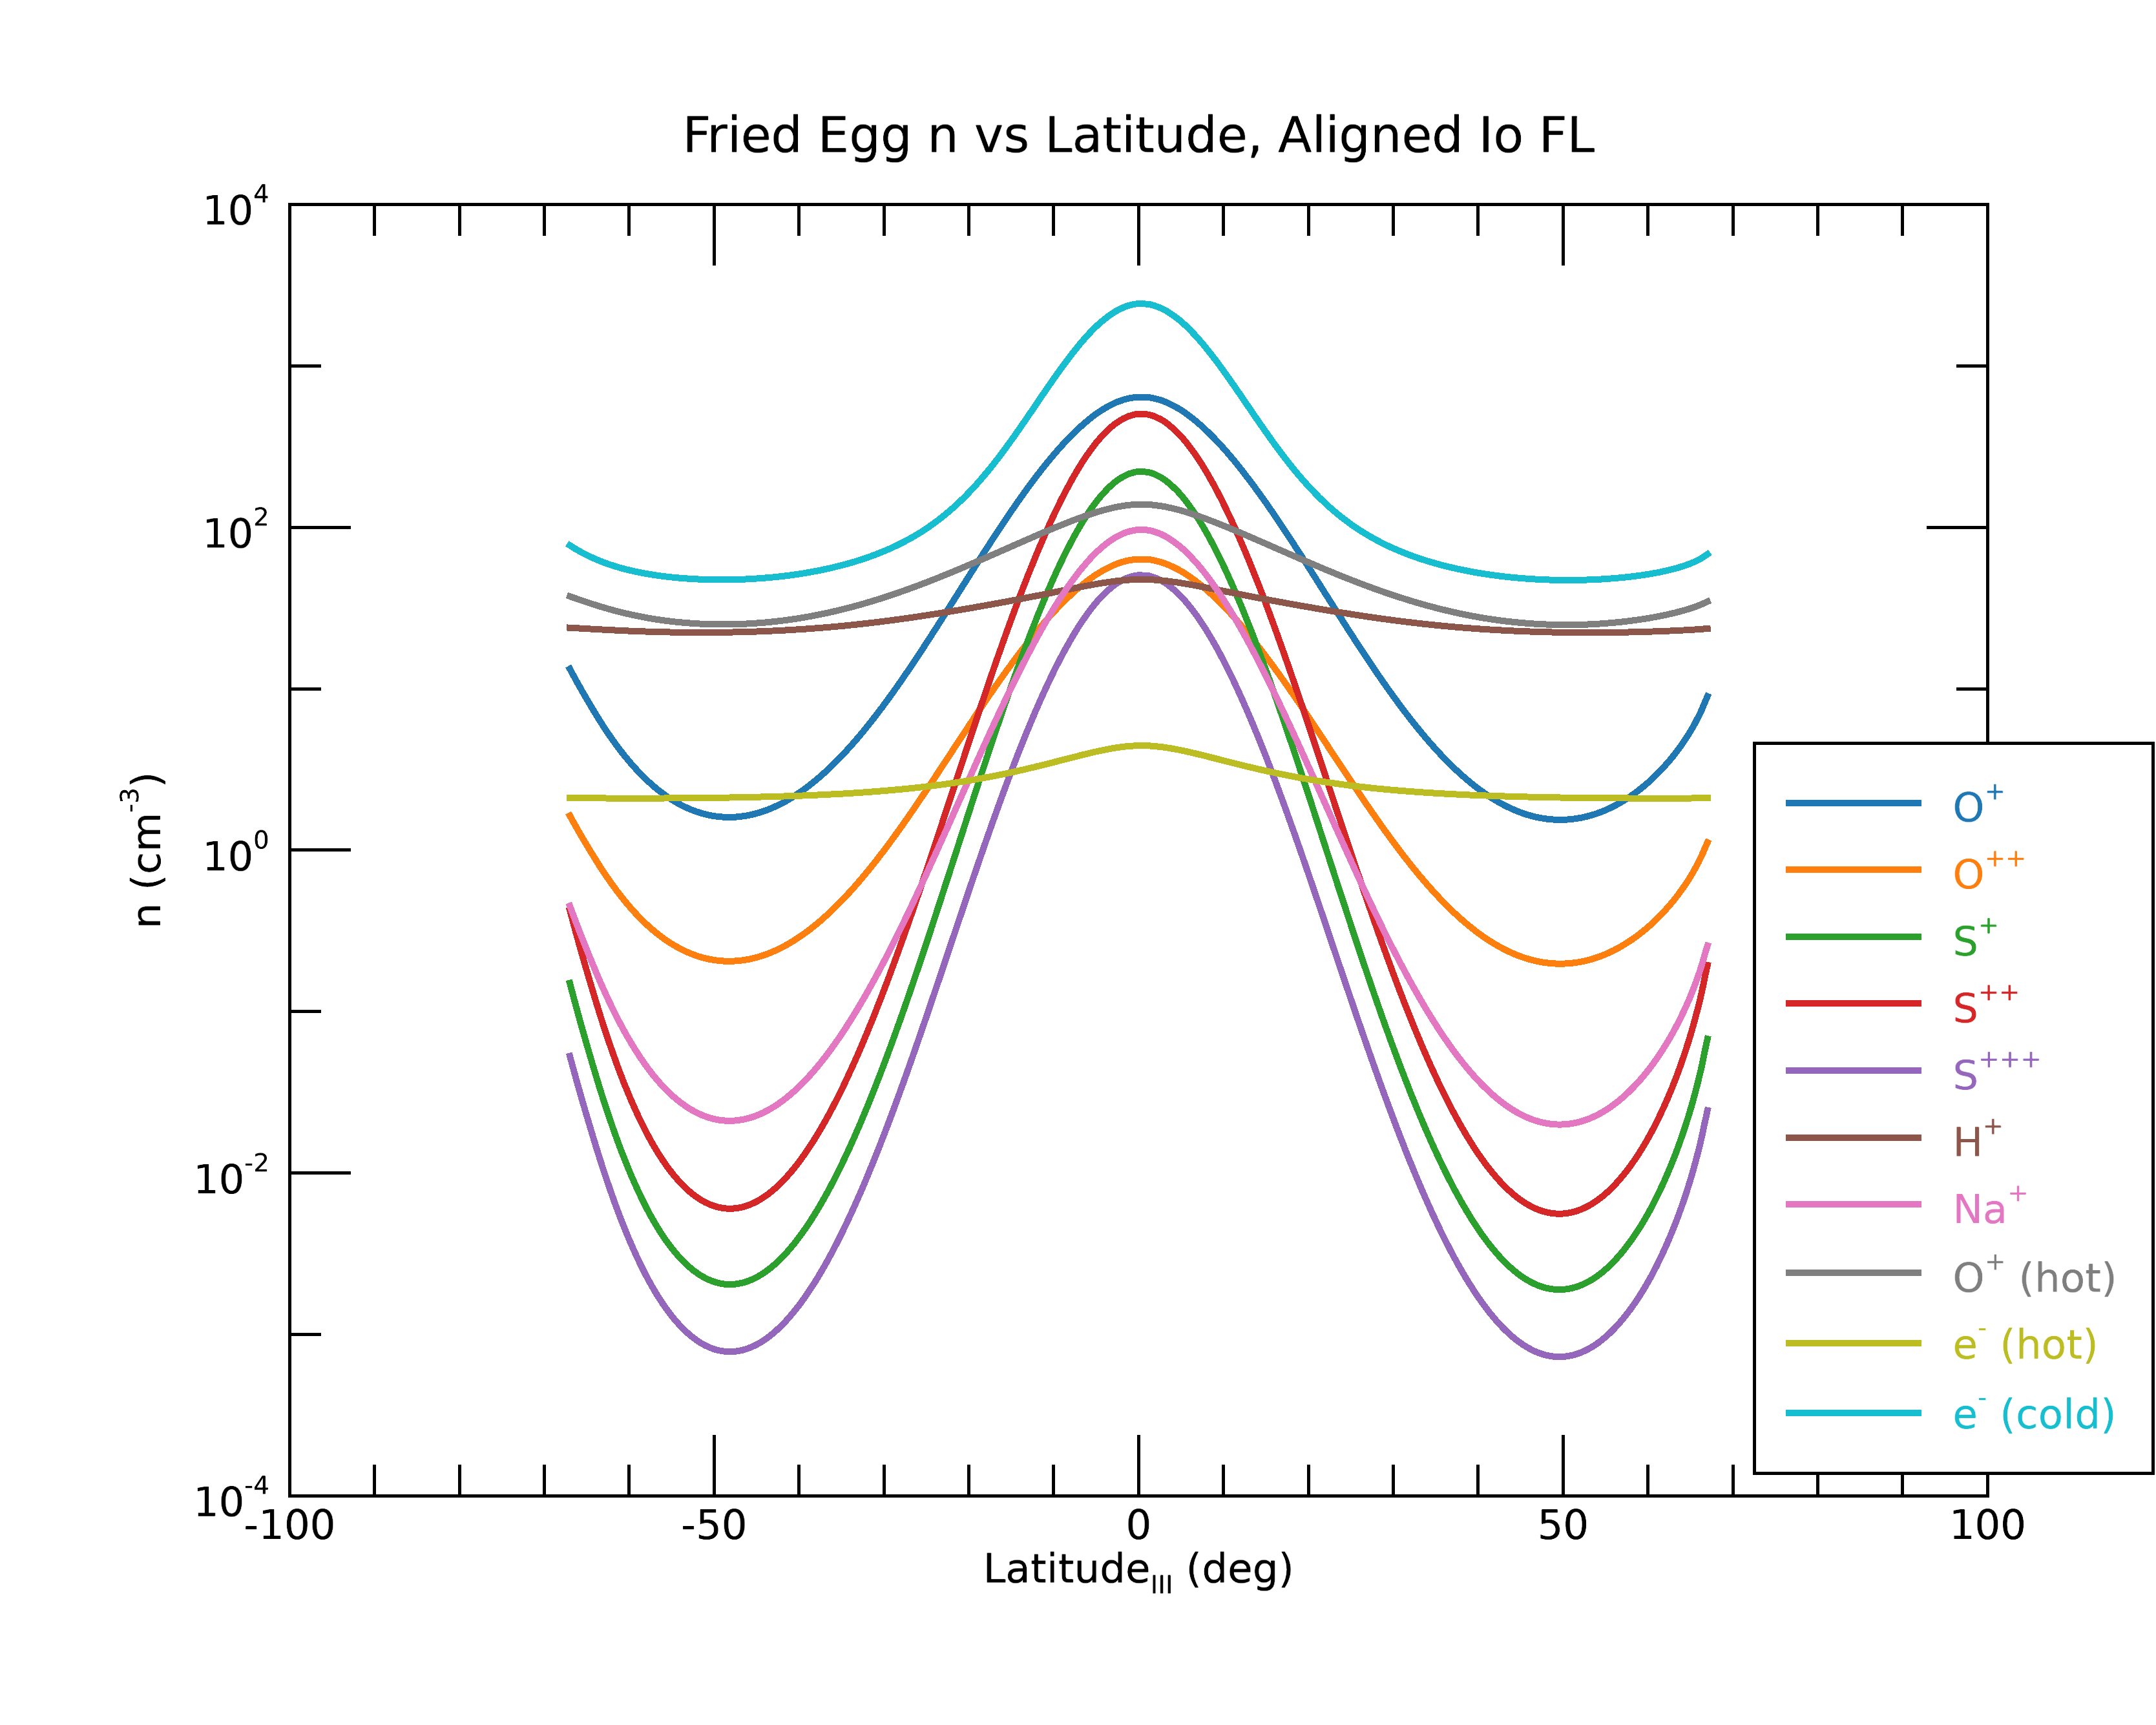 Fried Egg n vs Latitude, Aligned Io FL
10⁴
10²
10⁰
10⁻²
10⁻⁴
n (cm⁻³)
-100
-50
0
50
100
Latitude_III (deg)
O⁺
O⁺⁺
S⁺
S⁺⁺
S⁺⁺⁺
H⁺
Na⁺
O⁺ (hot)
e⁻ (hot)
e⁻ (cold)